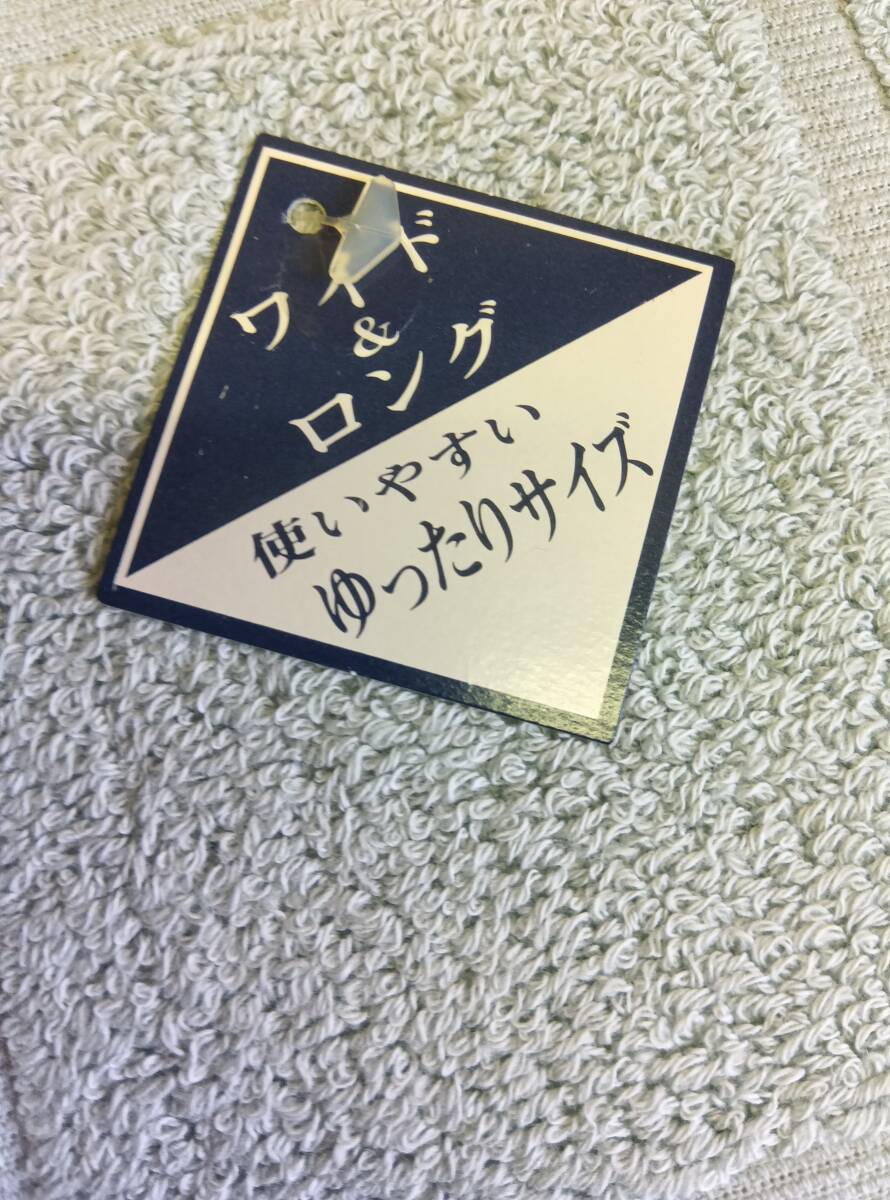 ワイド
&
ロング
使いやすい
ゆったりサイズ